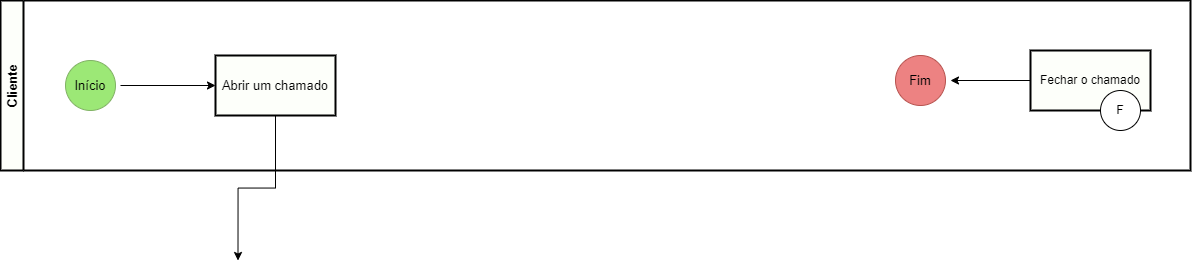 Cliente
Início
Abrir um chamado
Fim
Fechar o chamado
F